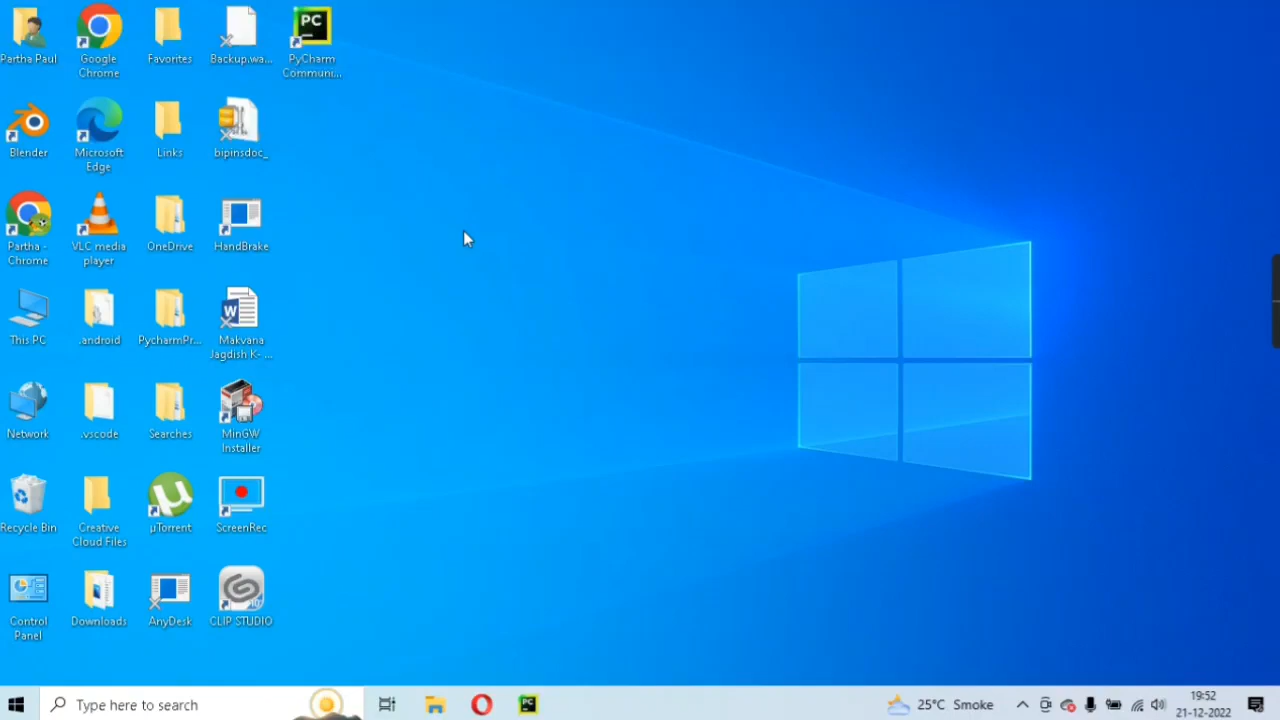 Partha Paul
Google
Chrome
Favorites
Backup.wa...
PC
PyCharm
Communi...
Blender
Microsoft
Edge
Links
bipinsdoc_
Partha -
Chrome
VLC media
player
OneDrive
HandBrake
This PC
.android
PycharmPr...
W
Makvana
Jagdish K- ...
Network
.vscode
Searches
MinGW
Installer
Recycle Bin
Creative
Cloud Files
µ
µTorrent
ScreenRec
Control
Panel
Downloads
AnyDesk
CLIP STUDIO
Type here to search
PC
25°C Smoke
19:52
21-12-2022